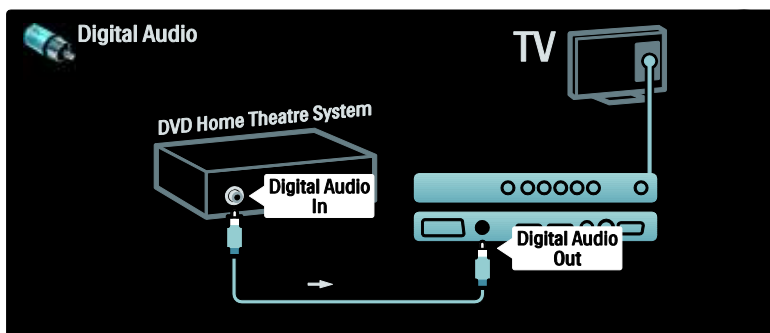 Digital Audio
TV
DVD Home Theatre System
Digital Audio
In
Digital Audio
Out